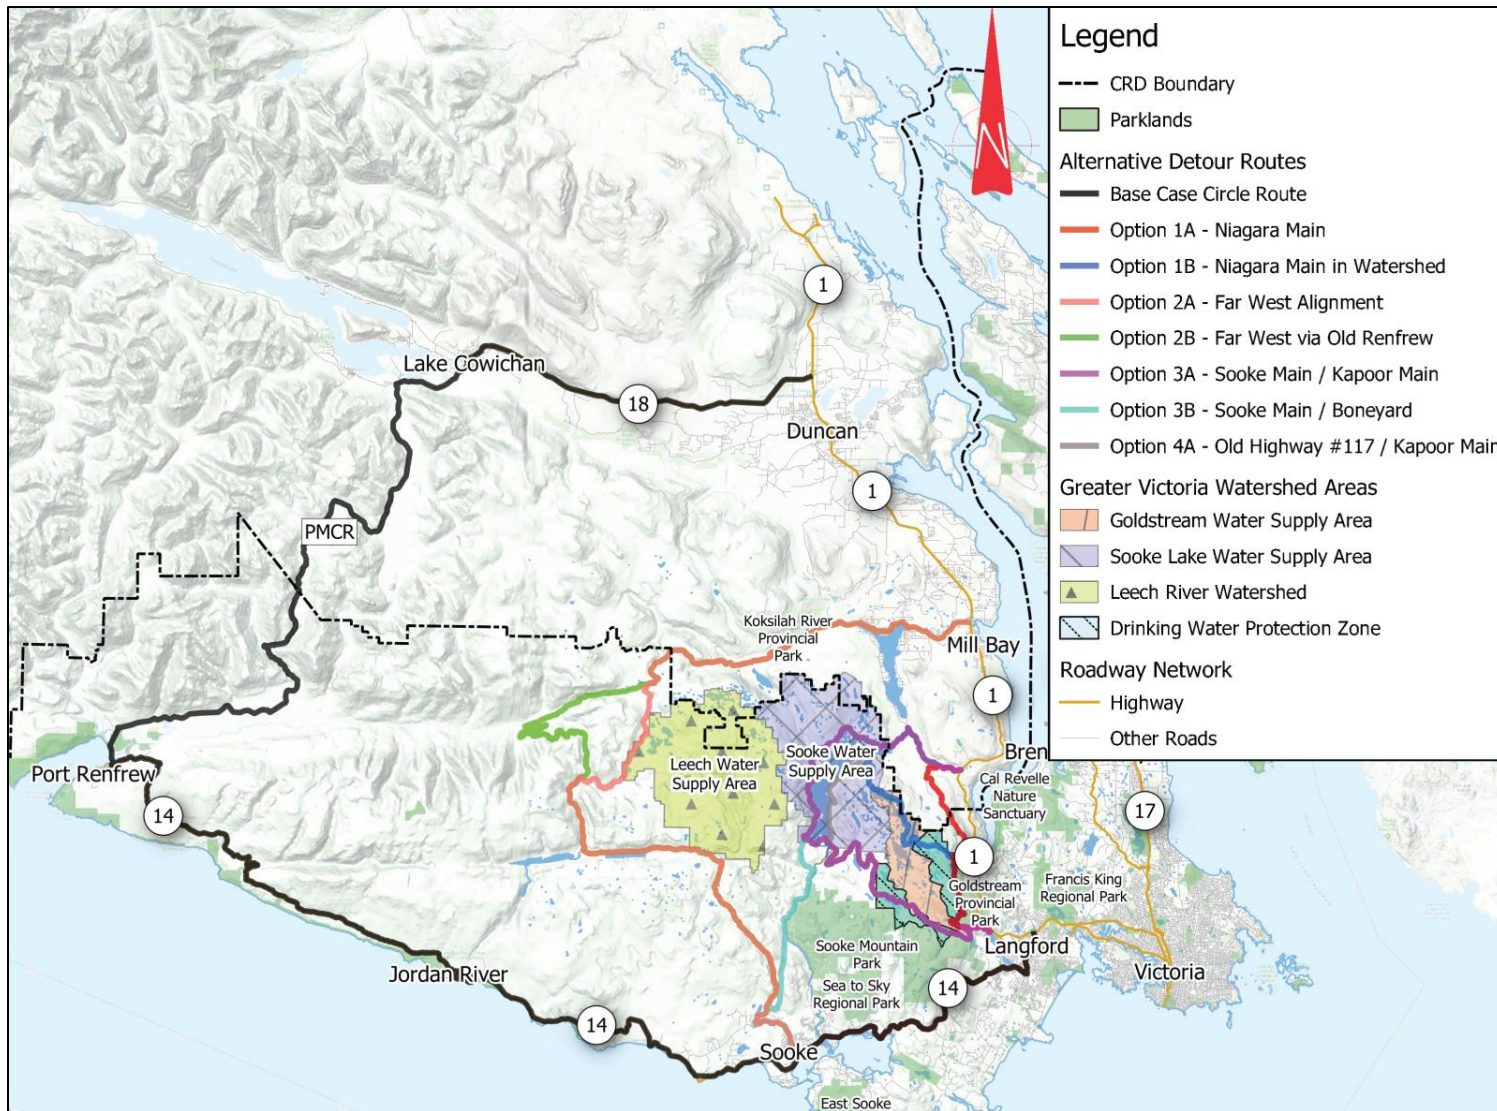 Legend
CRD Boundary
Parklands
Alternative Detour Routes
Base Case Circle Route
Option 1A - Niagara Main
Option 1B - Niagara Main in Watershed
Option 2A - Far West Alignment
Option 2B - Far West via Old Renfrew
Option 3A - Sooke Main / Kapoor Main
Option 3B - Sooke Main / Boneyard
Option 4A - Old Highway #117 / Kapoor Main
Greater Victoria Watershed Areas
Goldstream Water Supply Area
Sooke Lake Water Supply Area
Leech River Watershed
Drinking Water Protection Zone
Roadway Network
Highway
Other Roads
N
1
Lake Cowichan
18
Duncan
1
PMCR
Koksilah River
Provincial
Park
Mill Bay
1
Bren
Port Renfrew
Leech Water
Supply Area
Sooke Water
Supply Area
Cal Revelle
Nature
Sanctuary
14
17
1
Goldstream
Provincial
Park
Francis King
Regional Park
Sooke Mountain
Park
Langford
Victoria
Jordan River
Sea to Sky
Regional Park
14
14
Sooke
East Sooke